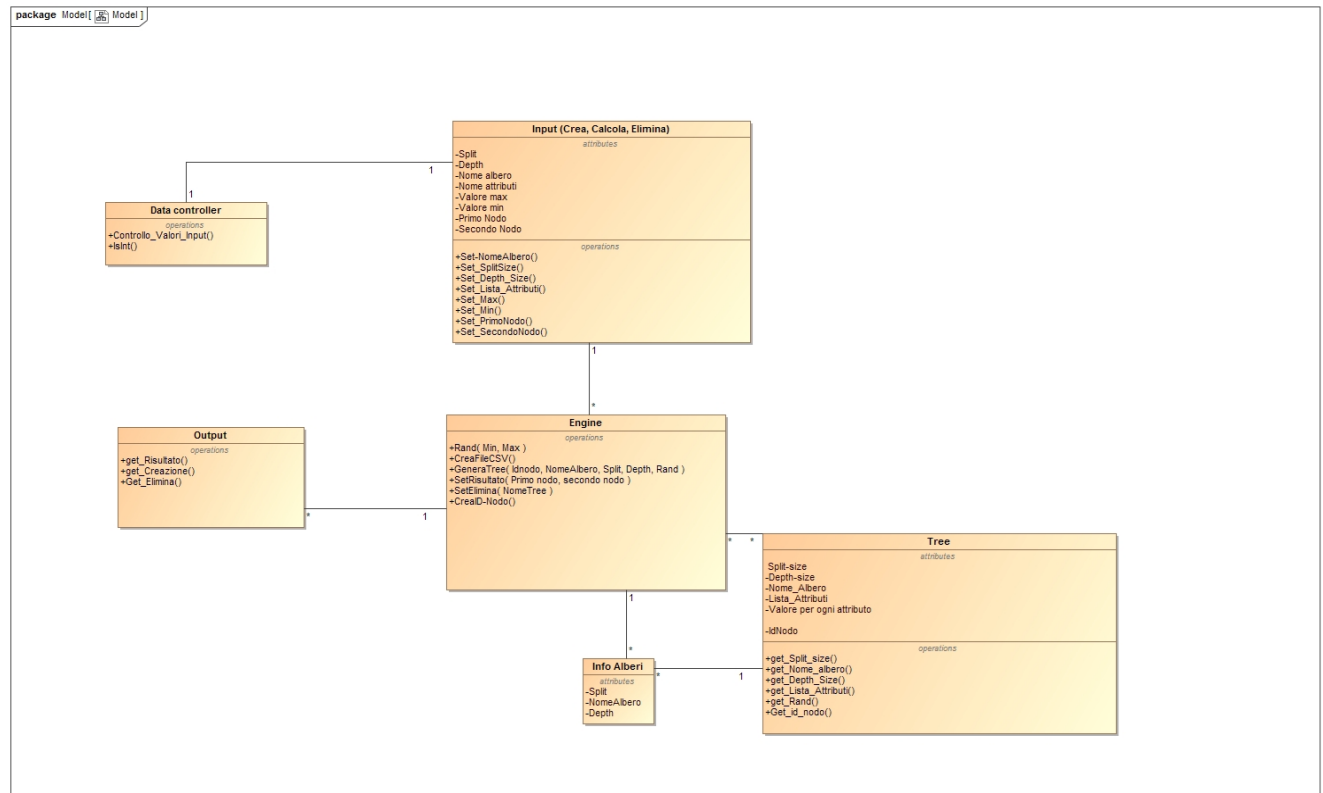 package Model[ Model ]
Input (Crea, Calcola, Elimina)
attributes
-Split
-Depth
-Nome albero
-Nome attributi
-Valore max
-Valore min
-Primo Nodo
-Secondo Nodo
operations
+Set-NomeAlbero()
+Set_SplitSize()
+Set_Depth_Size()
+Set_Lista_Attributi()
+Set_Max()
+Set_Min()
+Set_PrimoNodo()
+Set_SecondoNodo()
1
1
Data controller
operations
+Controllo_Valori_Input()
+IsInt()
1
*
Output
operations
+get_Risultato()
+get_Creazione()
+Get_Elimina()
*
1
Engine
operations
+Rand( Min, Max )
+CreaFileCSV()
+GeneraTree( Idnodo, NomeAlbero, Split, Depth, Rand )
+SetRisultato( Primo nodo, secondo nodo )
+SetElimina( NomeTree )
+CreaID-Nodo()
*
*
1
*
Tree
attributes
Split-size
-Depth-size
-Nome_Albero
-Lista_Attributi
-Valore per ogni attributo
-IdNodo
operations
+get_Split_size()
+get_Nome_albero()
+get_Depth_Size()
+get_Lista_Attributi()
+get_Rand()
+Get_id_nodo()
Info Alberi
attributes
-Split
-NomeAlbero
-Depth
*
1